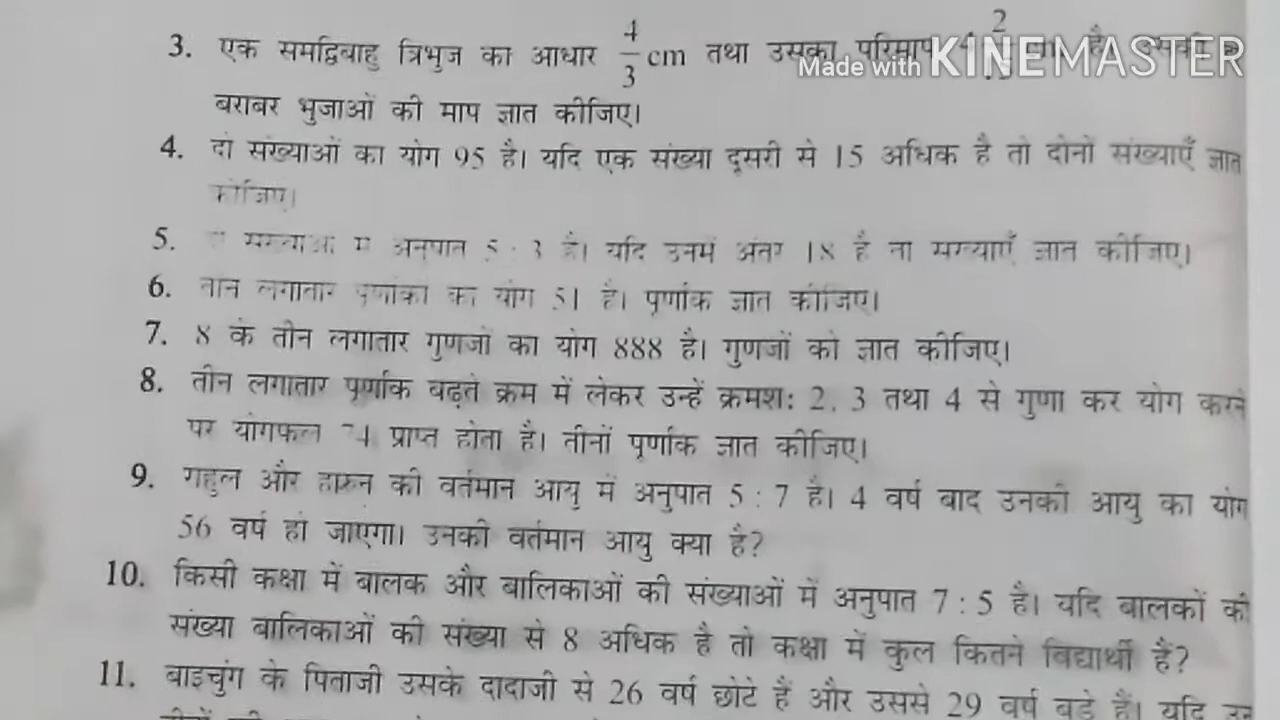 3. एक समद्विबाहु त्रिभुज का आधार 4/3 cm तथा उसका परिमाप 2
Made with KINEMASTER
बराबर भुजाओं की माप ज्ञात कीजिए।
4. दो संख्याओं का योग 95 है। यदि एक संख्या दूसरी से 15 अधिक है तो दोनों संख्याएँ ज्ञात
कीजिए।
5. संख्याओं में अनुपात 5 : 3 है। यदि उनमें अंतर 18 है तो संख्याएँ ज्ञात कीजिए।
6. तीन लगातार पूर्णांकों का योग 51 है। पूर्णांक ज्ञात कीजिए।
7. 8 के तीन लगातार गुणजों का योग 888 है। गुणजों को ज्ञात कीजिए।
8. तीन लगातार पूर्णांक बढ़ते क्रम में लेकर उन्हें क्रमश: 2, 3 तथा 4 से गुणा कर योग करने
पर योगफल 74 प्राप्त होता है। तीनों पूर्णांक ज्ञात कीजिए।
9. राहुल और हारुन की वर्तमान आयु में अनुपात 5 : 7 है। 4 वर्ष बाद उनकी आयु का योग
56 वर्ष हो जाएगा। उनकी वर्तमान आयु क्या है?
10. किसी कक्षा में बालक और बालिकाओं की संख्याओं में अनुपात 7 : 5 है। यदि बालकों की
संख्या बालिकाओं की संख्या से 8 अधिक है तो कक्षा में कुल कितने विद्यार्थी हैं?
11. बाइचुंग के पिताजी उसके दादाजी से 26 वर्ष छोटे हैं और उससे 29 वर्ष बड़े हैं। यदि